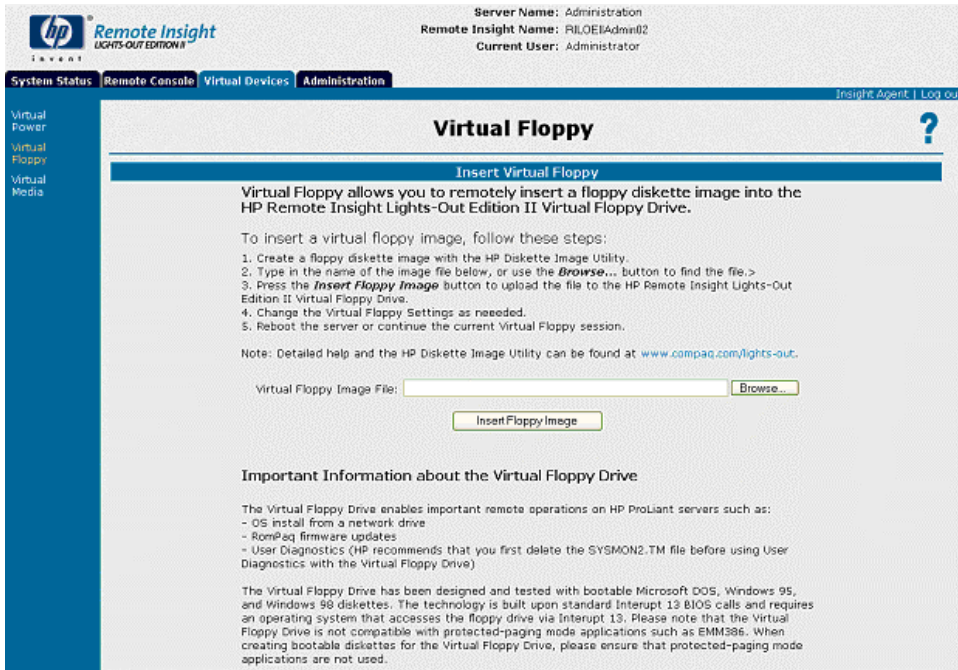 Server Name: Administration
hp Remote Insight
Remote Insight Name: RILOEIIAdmin02
LIGHTS-OUT EDITION II
Current User: Administrator
invent
System Status Remote Console Virtual Devices Administration
Insight Agent | Log ou
Virtual
Power
Virtual
Floppy
Virtual
Media
Virtual Floppy
?
Insert Virtual Floppy
Virtual Floppy allows you to remotely insert a floppy diskette image into the
HP Remote Insight Lights-Out Edition II Virtual Floppy Drive.
To insert a virtual floppy image, follow these steps:
1. Create a floppy diskette image with the HP Diskette Image Utility.
2. Type in the name of the image file below, or use the Browse... button to find the file.>
3. Press the Insert Floppy Image button to upload the file to the HP Remote Insight Lights-Out
Edition II Virtual Floppy Drive.
4. Change the Virtual Floppy Settings as neeeded.
5. Reboot the server or continue the current Virtual Floppy session.
Note: Detailed help and the HP Diskette Image Utility can be found at www.compaq.com/lights-out.
Virtual Floppy Image File: Browse...
Insert Floppy Image
Important Information about the Virtual Floppy Drive
The Virtual Floppy Drive enables important remote operations on HP ProLiant servers such as:
- OS install from a network drive
- RomPaq firmware updates
- User Diagnostics (HP recommends that you first delete the SYSMON2.TM file before using User
Diagnostics with the Virtual Floppy Drive)
The Virtual Floppy Drive has been designed and tested with bootable Microsoft DOS, Windows 95,
and Windows 98 diskettes. The technology is built upon standard Interupt 13 BIOS calls and requires
an operating system that accesses the floppy drive via Interupt 13. Please note that the Virtual
Floppy Drive is not compatible with protected-paging mode applications such as EMM386. When
creating bootable diskettes for the Virtual Floppy Drive, please ensure that protected-paging mode
applications are not used.